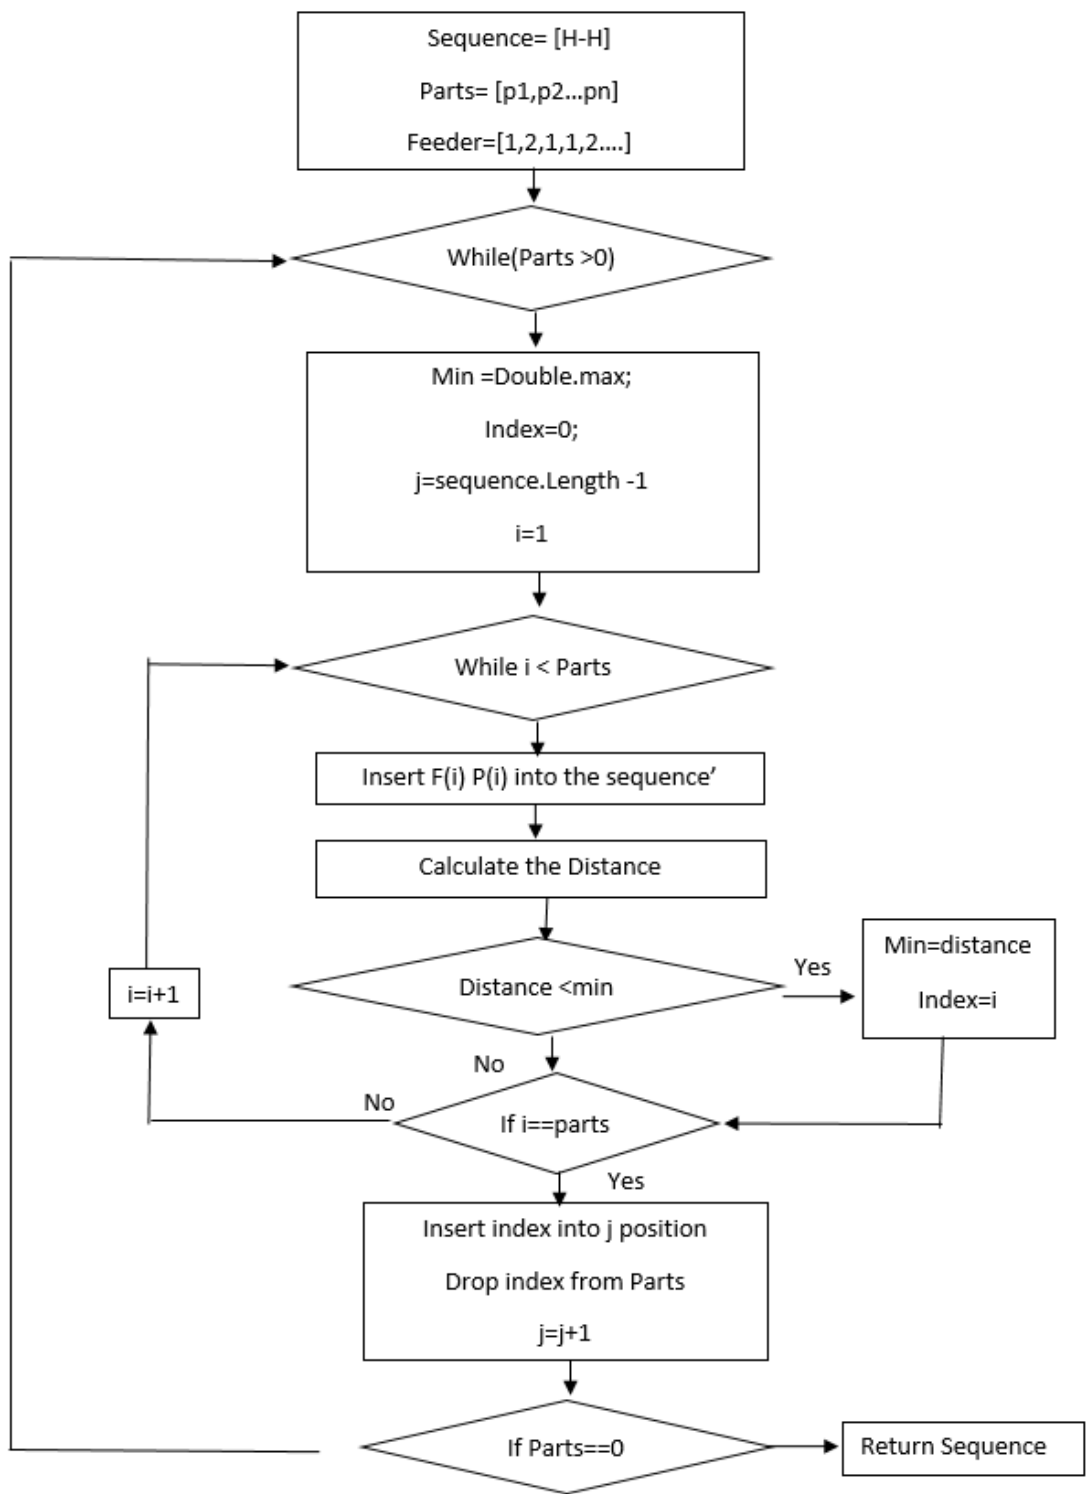 Sequence= [H-H]
Parts= [p1,p2...pn]
Feeder=[1,2,1,1,2....]
While(Parts >0)
Min =Double.max;
Index=0;
j=sequence.Length -1
i=1
While i < Parts
Insert F(i) P(i) into the sequence’
Calculate the Distance
Distance <min
Yes
Min=distance
Index=i
i=i+1
No
No
If i==parts
Yes
Insert index into j position
Drop index from Parts
j=j+1
If Parts==0
Return Sequence